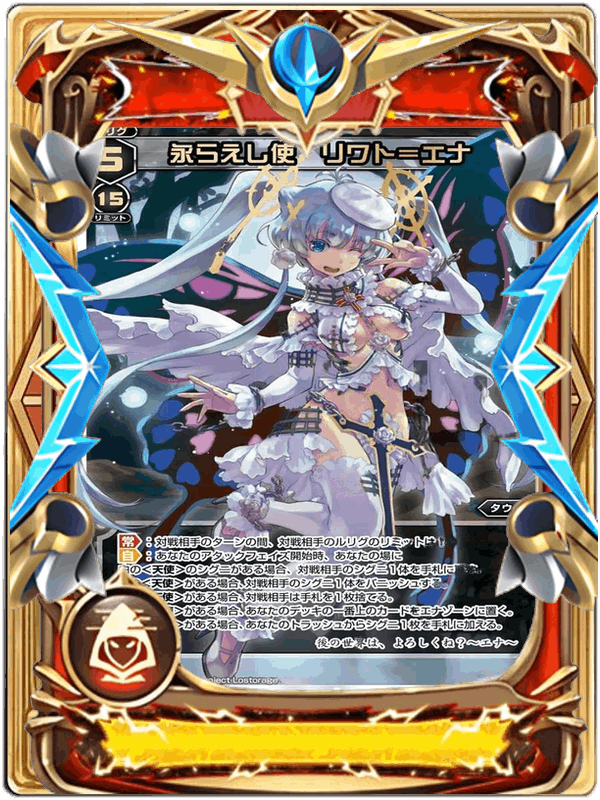 リグ
永らえし使 リワト＝エナ
5
15
リミット
タウ
常：対戦相手のターンの間、対戦相手のルリグのリミットは
自：あなたのアタックフェイズ開始時、あなたの場に
の＜天使＞のシグニがある場合、対戦相手のシグニ1体を手札に
使＞がある場合、対戦相手のシグニ1体をバニッシュする。
使＞がある場合、対戦相手は手札を1枚捨てる。
＞がある場合、あなたのデッキの一番上のカードをエナゾーンに置く。
＞がある場合、あなたのトラッシュからシグニ1枚を手札に加える。
後の世界は、よろしくね？～エナ～
ject Lostorage.